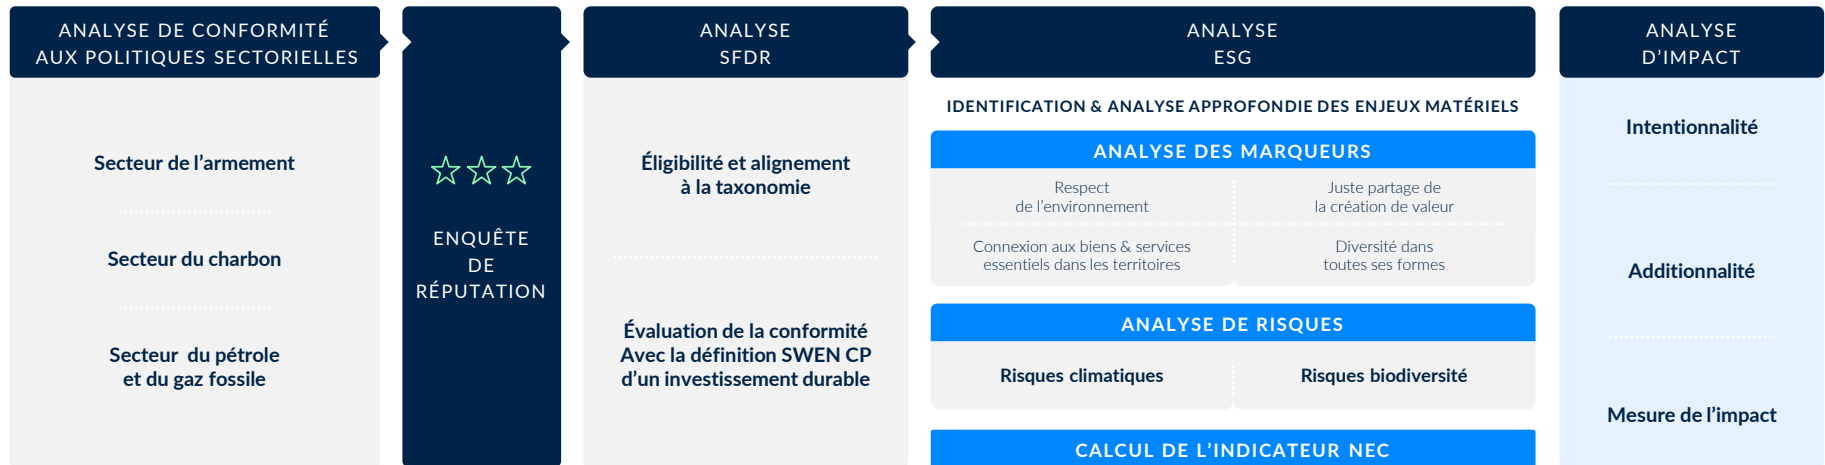 ANALYSE DE CONFORMITÉ
AUX POLITIQUES SECTORIELLES
Secteur de l’armement
Secteur du charbon
Secteur du pétrole
et du gaz fossile
ENQUÊTE
DE
RÉPUTATION
ANALYSE
SFDR
Éligibilité et alignement
à la taxonomie
Évaluation de la conformité
Avec la définition SWEN CP
d’un investissement durable
ANALYSE
ESG
IDENTIFICATION & ANALYSE APPROFONDIE DES ENJEUX MATÉRIELS
ANALYSE DES MARQUEURS
Respect
de l’environnement
Juste partage de
la création de valeur
Connexion aux biens & services
essentiels dans les territoires
Diversité dans
toutes ses formes
ANALYSE DE RISQUES
Risques climatiques
Risques biodiversité
CALCUL DE L’INDICATEUR NEC
ANALYSE
D’IMPACT
Intentionnalité
Additionnalité
Mesure de l’impact